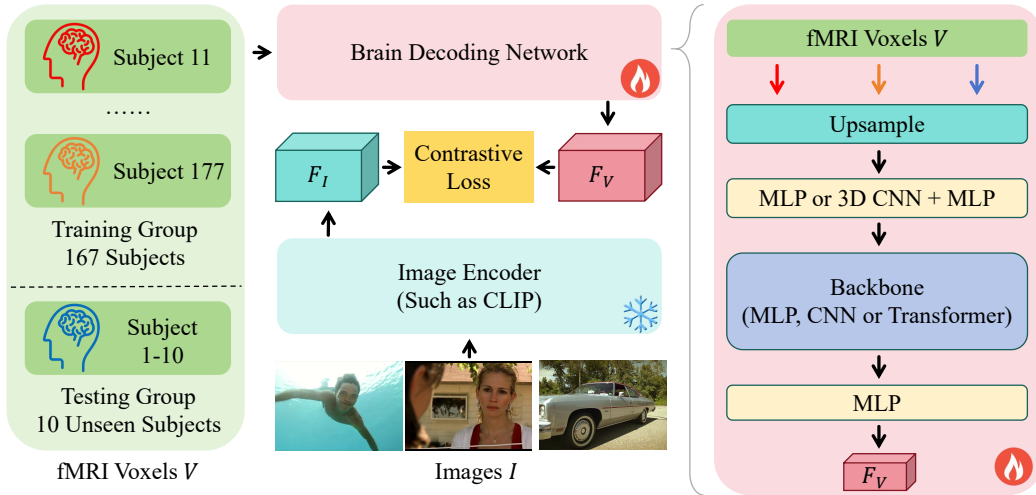 Subject 11
……
Subject 177
Training Group
167 Subjects
Subject
1-10
Testing Group
10 Unseen Subjects
fMRI Voxels V
Brain Decoding Network
F_I
Contrastive
Loss
F_V
Image Encoder
(Such as CLIP)
Images I
fMRI Voxels V
Upsample
MLP or 3D CNN + MLP
Backbone
(MLP, CNN or Transformer)
MLP
F_V